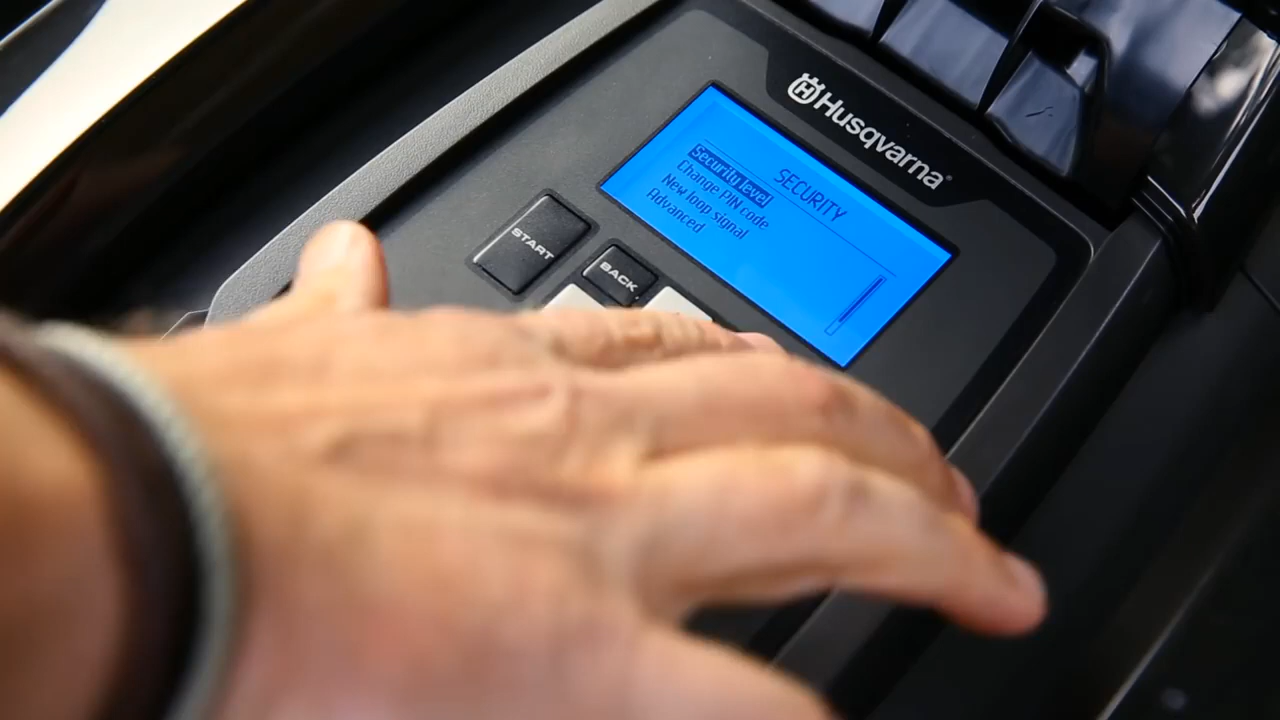 Husqvarna
SECURITY
Security level
Change PIN code
New loop signal
Advanced
START
BACK